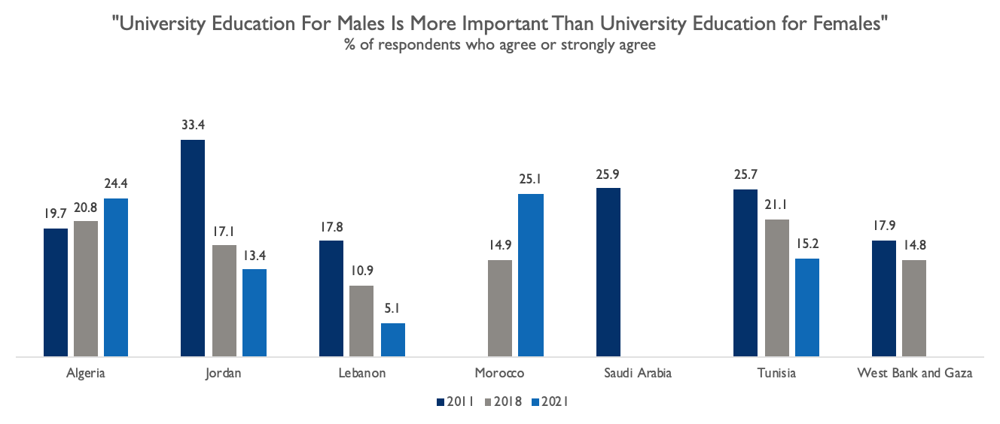 "University Education For Males Is More Important Than University Education for Females"
% of respondents who agree or strongly agree
19.7 20.8 24.4
33.4 17.1 13.4
17.8 10.9 5.1
14.9 25.1
25.9
25.7 21.1 15.2
17.9 14.8
Algeria Jordan Lebanon Morocco Saudi Arabia Tunisia West Bank and Gaza
2011 2018 2021